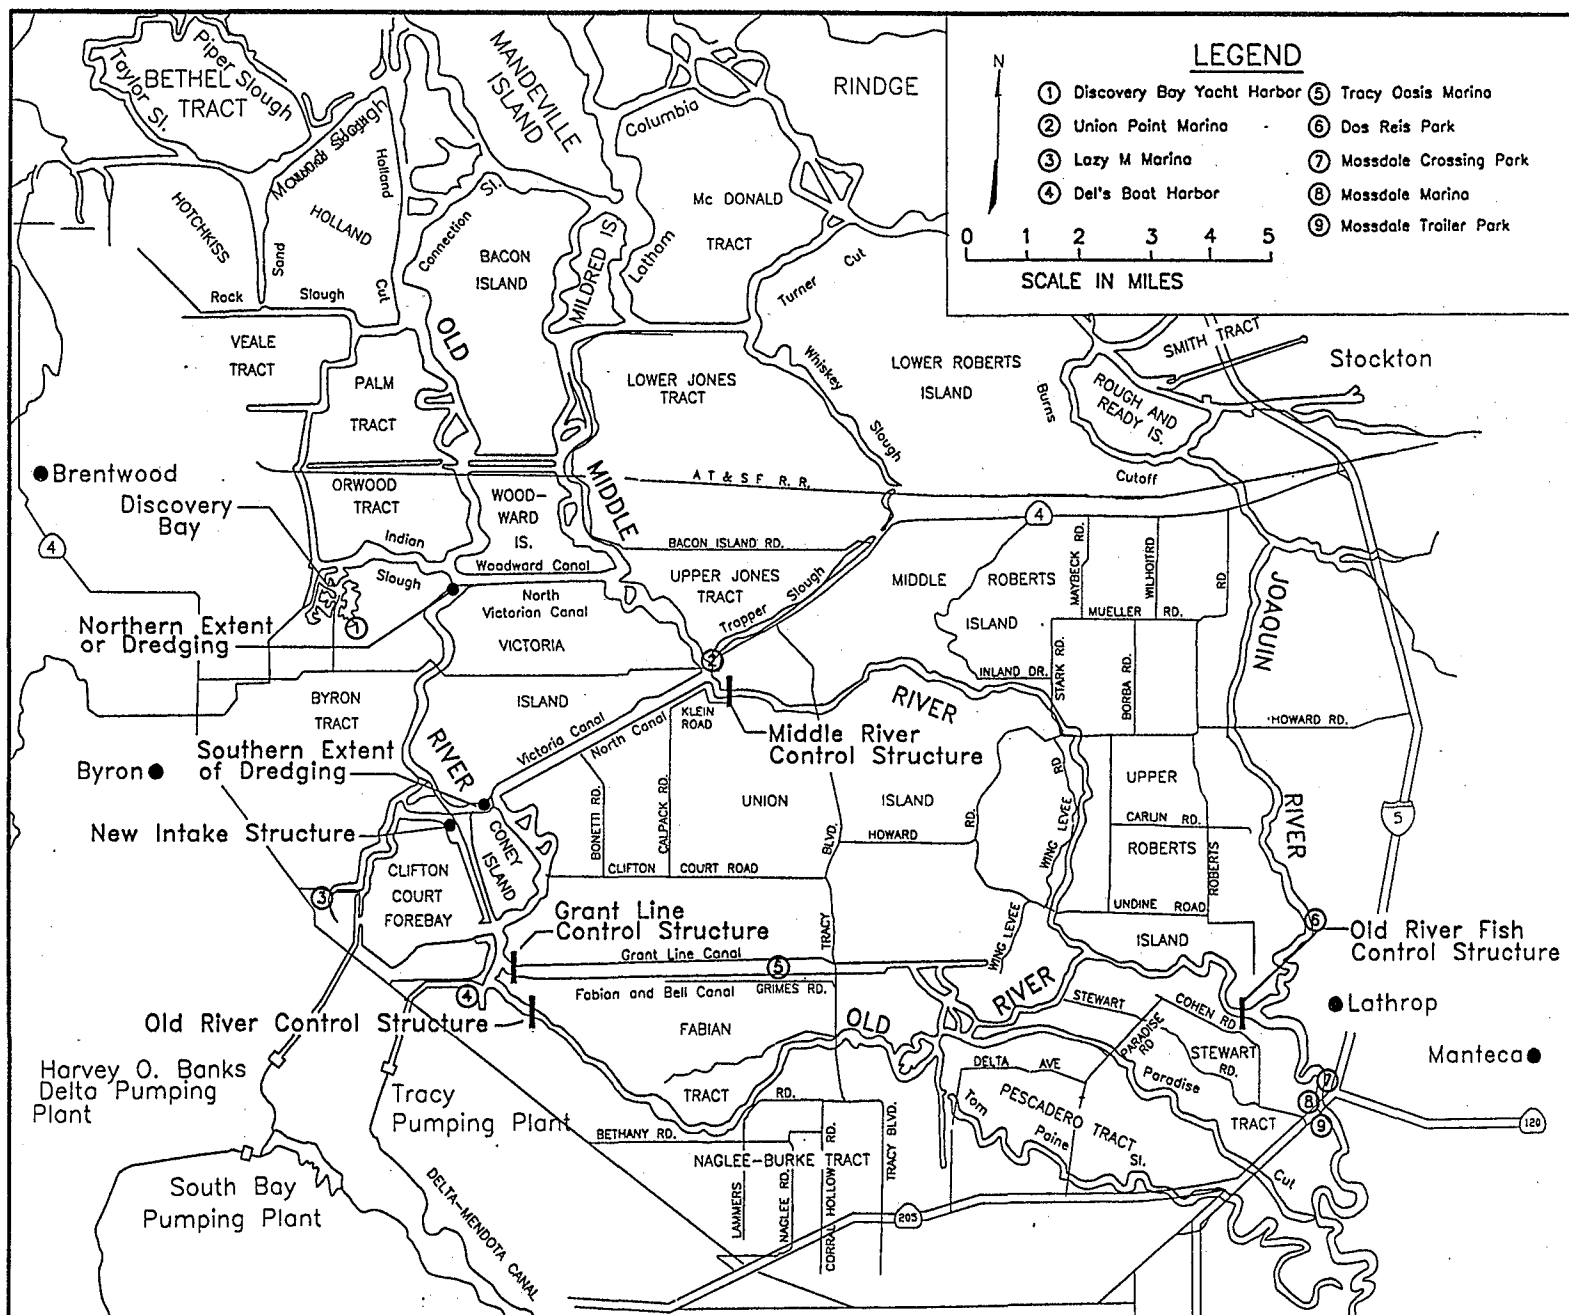 LEGEND
N
① Discovery Bay Yacht Harbor
② Union Point Marina
③ Lazy M Marina
④ Del's Boat Harbor
⑤ Tracy Oasis Marina
⑥ Dos Reis Park
⑦ Mossdale Crossing Park
⑧ Mossdale Marina
⑨ Mossdale Trailer Park
0 1 2 3 4 5
SCALE IN MILES
Piper Slough
Taylor Sl.
BETHEL
TRACT
MANDEVILLE
ISLAND
RINDGE
Columbia
Holland
Cut
HOTCHKISS
HOLLAND
Sand
Slough
Connection
Sl.
BACON
ISLAND
MILDRED IS.
Latham
Mc DONALD
TRACT
Turner Cut
Rock Slough
VEALE
TRACT
PALM
TRACT
OLD
LOWER JONES
TRACT
Whiskey
Slough
LOWER ROBERTS
ISLAND
SMITH TRACT
Stockton
ROUGH AND
READY IS.
Burns
Cutoff
Brentwood
Discovery
Bay
ORWOOD
TRACT
WOOD-
WARD
IS.
MIDDLE
A T & S F R. R.
4
4
Indian
Slough
Woodward Canal
BACON ISLAND RD.
UPPER JONES
TRACT
Trapper Slough
MIDDLE ROBERTS
ISLAND
MAYBECK RD.
WILHOITRD
RD
MUELLER RD.
JOAQUIN
1
Northern Extent
or Dredging
North
Victorian Canal
VICTORIA
ISLAND
2
INLAND DR.
STARK RD.
BORBA RD.
HOWARD RD.
BYRON
TRACT
RIVER
Victoria Canal
North Canal
KLEIN
ROAD
RIVER
Middle River
Control Structure
Southern Extent
of Dredging
Byron
New Intake Structure
CONEY
ISLAND
BONETTI RD.
CALPACK RD.
UNION
ISLAND
BLVD.
HOWARD RD.
RD
WING LEVEE
UPPER
CARLIN RD.
ROBERTS
ROBERTS
RIVER
5
3
CLIFTON
COURT
FOREBAY
CLIFTON COURT ROAD
UNDINE ROAD
ISLAND
6
Old River Fish
Control Structure
Grant Line
Control Structure
TRACY
WING LEVEE
Grant Line Canal
5
4
Fabian and Bell Canal
GRIMES RD.
RIVER
STEWART
COHEN RD
Lathrop
Old River Control Structure
FABIAN
OLD
PARADISE
RD
STEWART
RD.
Manteca
Harvey O. Banks
Delta Pumping
Plant
Tracy
Pumping Plant
TRACT
RD.
DELTA AVE
Paradise
PESCADERO TRACT
Tom
Paine
Sl.
TRACT
7
8
9
120
BETHANY RD.
NAGLEE-BURKE TRACT
RD.
TRACY BLVD.
Cut
South Bay
Pumping Plant
DELTA-MENDOTA CANAL
LAMMERS
NAGLEE RD.
CORRAL HOLLOW
205